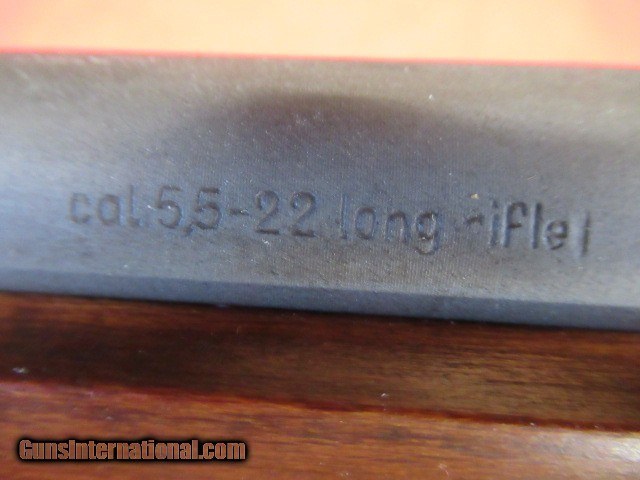 cal. 5,5-22 long rifle
GunsInternational.com